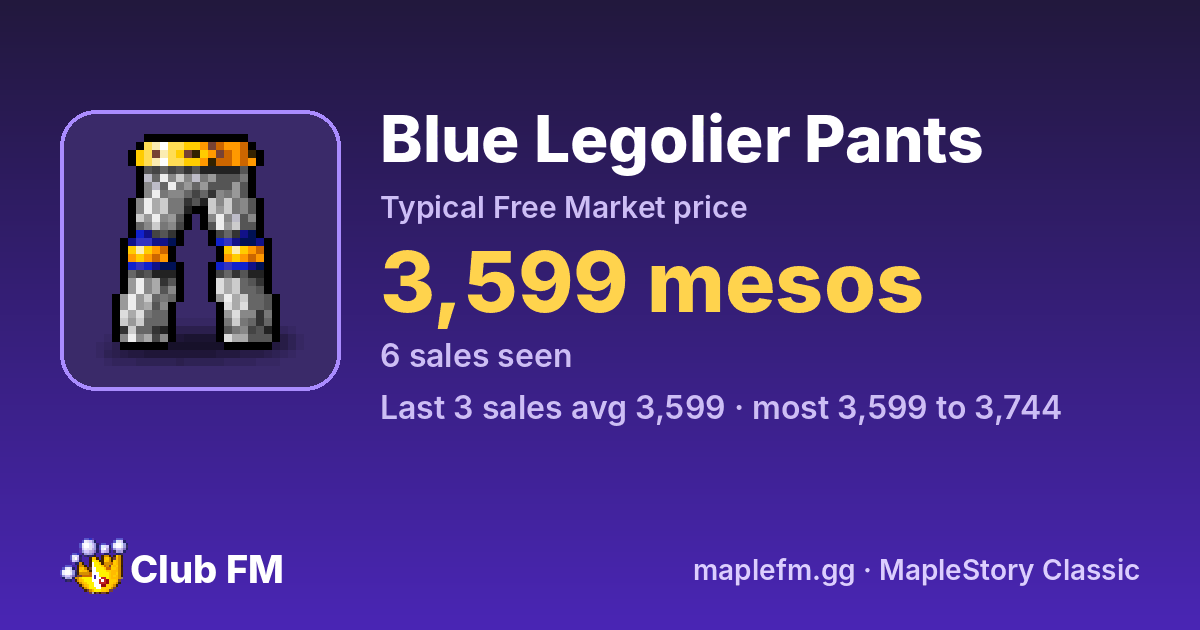 Blue Legolier Pants
Typical Free Market price
3,599 mesos
6 sales seen
Last 3 sales avg 3,599 · most 3,599 to 3,744
Club FM
maplefm.gg · MapleStory Classic